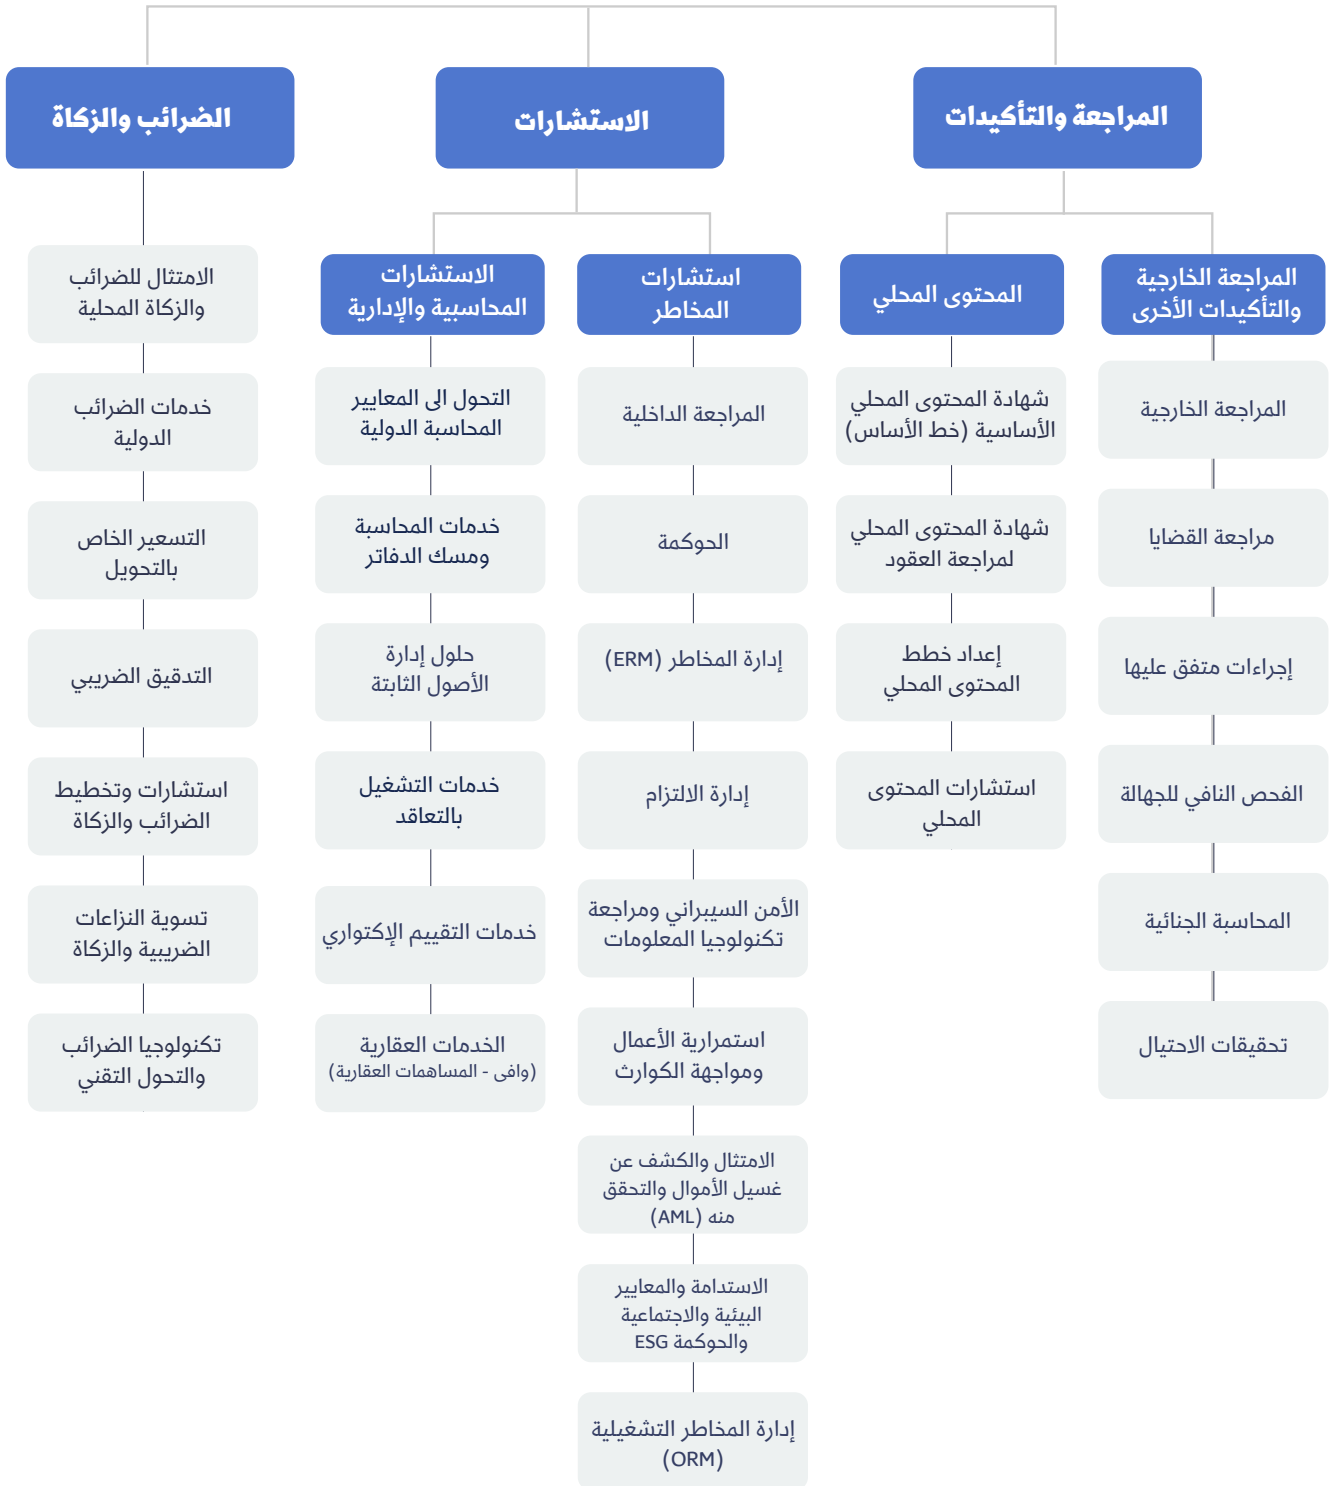 المراجعة والتأكيدات
الاستشارات
الضرائب والزكاة
المراجعة الخارجية
والتأكيدات الأخرى
المراجعة الخارجية
مراجعة القضايا
إجراءات متفق عليها
الفحص النافي للجهالة
المحاسبة الجنائية
تحقيقات الاحتيال
المحتوى المحلي
شهادة المحتوى المحلي
الأساسية (خط الأساس)
شهادة المحتوى المحلي
لمراجعة العقود
إعداد خطط
المحتوى المحلي
استشارات المحتوى
المحلي
استشارات
المخاطر
المراجعة الداخلية
الحوكمة
إدارة المخاطر (ERM)
إدارة الالتزام
الأمن السيبراني ومراجعة
تكنولوجيا المعلومات
استمرارية الأعمال
ومواجهة الكوارث
الامتثال والكشف عن
غسيل الأموال والتحقق
منه (AML)
الاستدامة والمعايير
البيئية والاجتماعية
والحوكمة ESG
إدارة المخاطر التشغيلية
(ORM)
الاستشارات
المحاسبية والإدارية
التحول الى المعايير
المحاسبة الدولية
خدمات المحاسبة
ومسك الدفاتر
حلول إدارة
الأصول الثابتة
خدمات التشغيل
بالتعاقد
خدمات التقييم الإكتواري
الخدمات العقارية
(وافى - المساهمات العقارية)
الامتثال للضرائب
والزكاة المحلية
خدمات الضرائب
الدولية
التسعير الخاص
بالتحويل
التدقيق الضريبي
استشارات وتخطيط
الضرائب والزكاة
تسوية النزاعات
الضريبية والزكاة
تكنولوجيا الضرائب
والتحول التقني